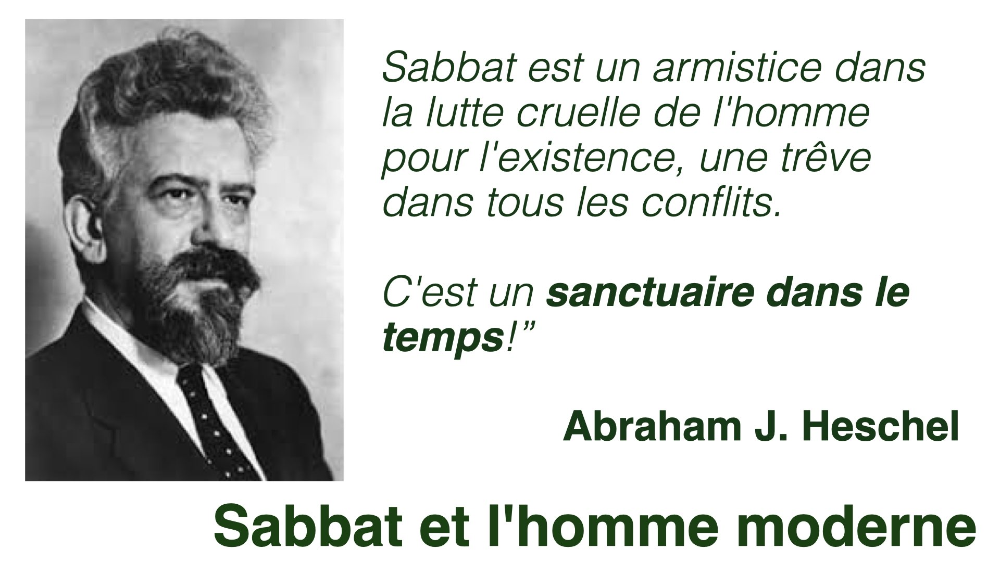 Sabbat est un armistice dans
la lutte cruelle de l'homme
pour l'existence, une trêve
dans tous les conflits.
C'est un sanctuaire dans le
temps!”
Abraham J. Heschel
Sabbat et l'homme moderne